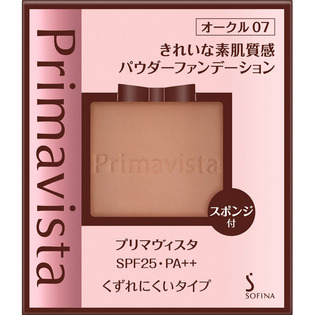 Primavista
オークル 07
きれいな素肌質感
パウダーファンデーション
Primavista
スポンジ
付
プリマヴィスタ
SPF25・PA++
くずれにくいタイプ
S
SOFINA